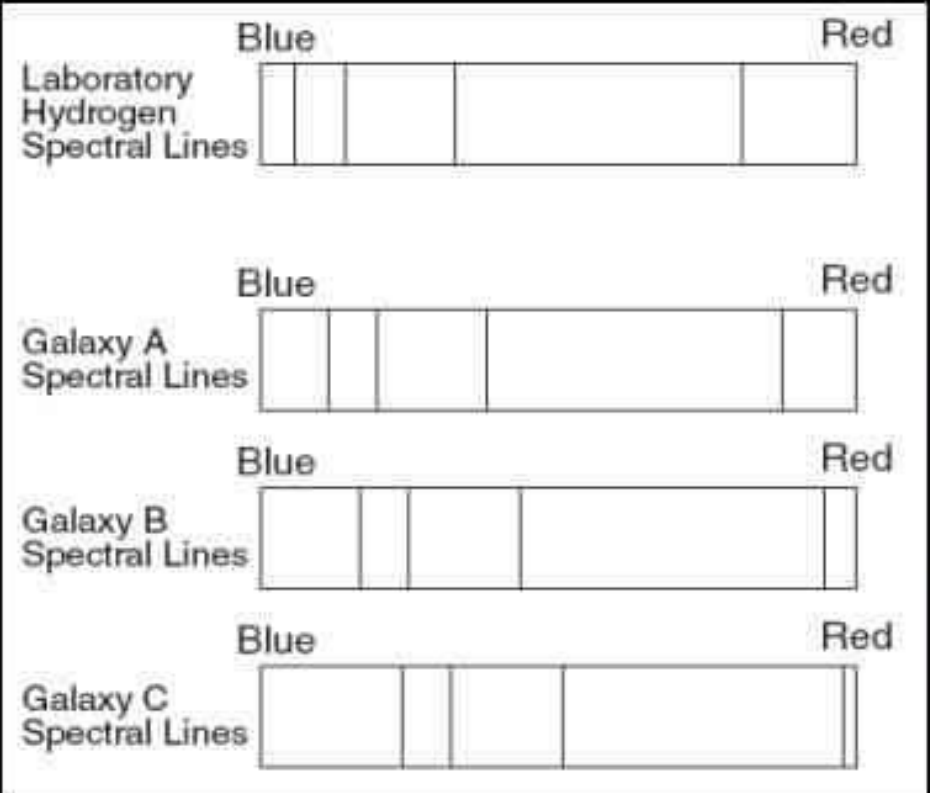 Blue Red
Laboratory
Hydrogen
Spectral Lines
Blue Red
Galaxy A
Spectral Lines
Blue Red
Galaxy B
Spectral Lines
Blue Red
Galaxy C
Spectral Lines